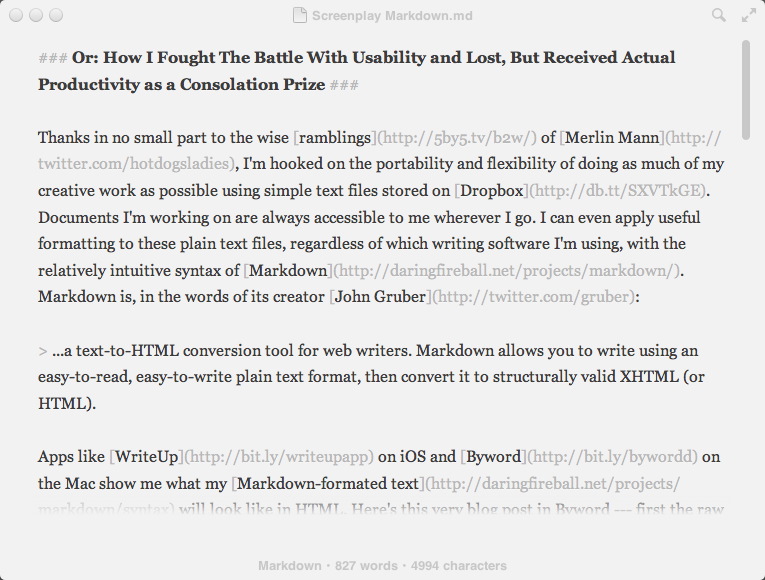 Screenplay Markdown.md
### Or: How I Fought The Battle With Usability and Lost, But Received Actual
Productivity as a Consolation Prize ###
Thanks in no small part to the wise [ramblings](http://5by5.tv/b2w/) of [Merlin Mann](http://
twitter.com/hotdogsladies), I'm hooked on the portability and flexibility of doing as much of my
creative work as possible using simple text files stored on [Dropbox](http://db.tt/SXVTkGE).
Documents I'm working on are always accessible to me wherever I go. I can even apply useful
formatting to these plain text files, regardless of which writing software I'm using, with the
relatively intuitive syntax of [Markdown](http://daringfireball.net/projects/markdown/).
Markdown is, in the words of its creator [John Gruber](http://twitter.com/gruber):
> ...a text-to-HTML conversion tool for web writers. Markdown allows you to write using an
easy-to-read, easy-to-write plain text format, then convert it to structurally valid XHTML (or
HTML).
Apps like [WriteUp](http://bit.ly/writeupapp) on iOS and [Byword](http://bit.ly/bywordd) on
the Mac show me what my [Markdown-formated text](http://daringfireball.net/projects/
markdown/syntax) will look like in HTML. Here's this very blog post in Byword --- first the raw
Markdown • 827 words • 4994 characters